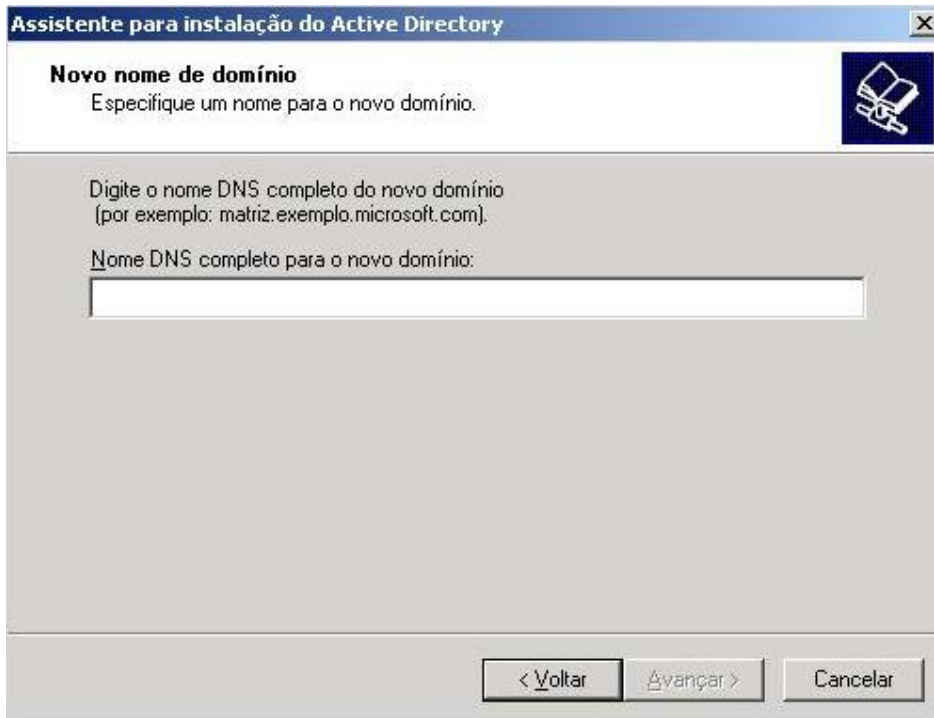 Assistente para instalação do Active Directory
Novo nome de domínio
Especifique um nome para o novo domínio.
Digite o nome DNS completo do novo domínio
(por exemplo: matriz.exemplo.microsoft.com).
Nome DNS completo para o novo domínio:
< Voltar Avançar > Cancelar